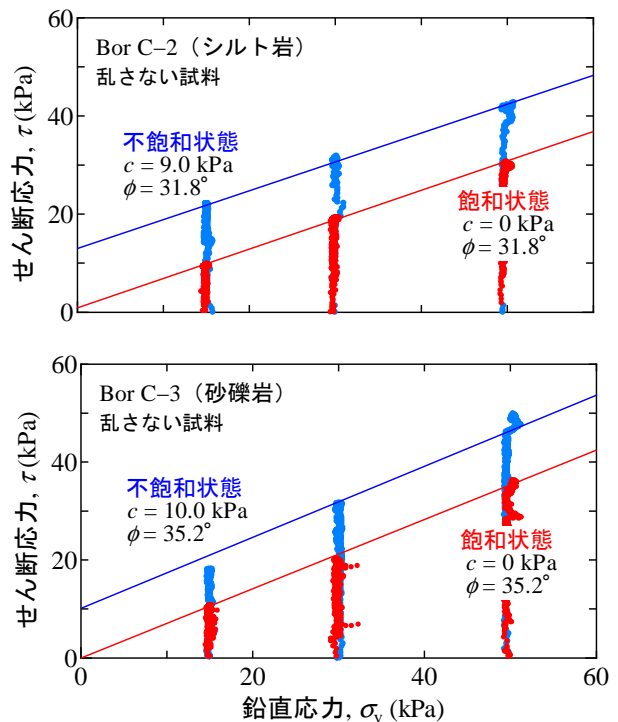 60
Bor C–2（シルト岩）
乱さない試料
不飽和状態
c = 9.0 kPa
ϕ = 31.8°
飽和状態
c = 0 kPa
ϕ = 31.8°
40
20
0
せん断応力, τ (kPa)
60
Bor C–3（砂礫岩）
乱さない試料
不飽和状態
c = 10.0 kPa
ϕ = 35.2°
飽和状態
c = 0 kPa
ϕ = 35.2°
40
20
0
せん断応力, τ (kPa)
0 20 40 60
鉛直応力, σv (kPa)